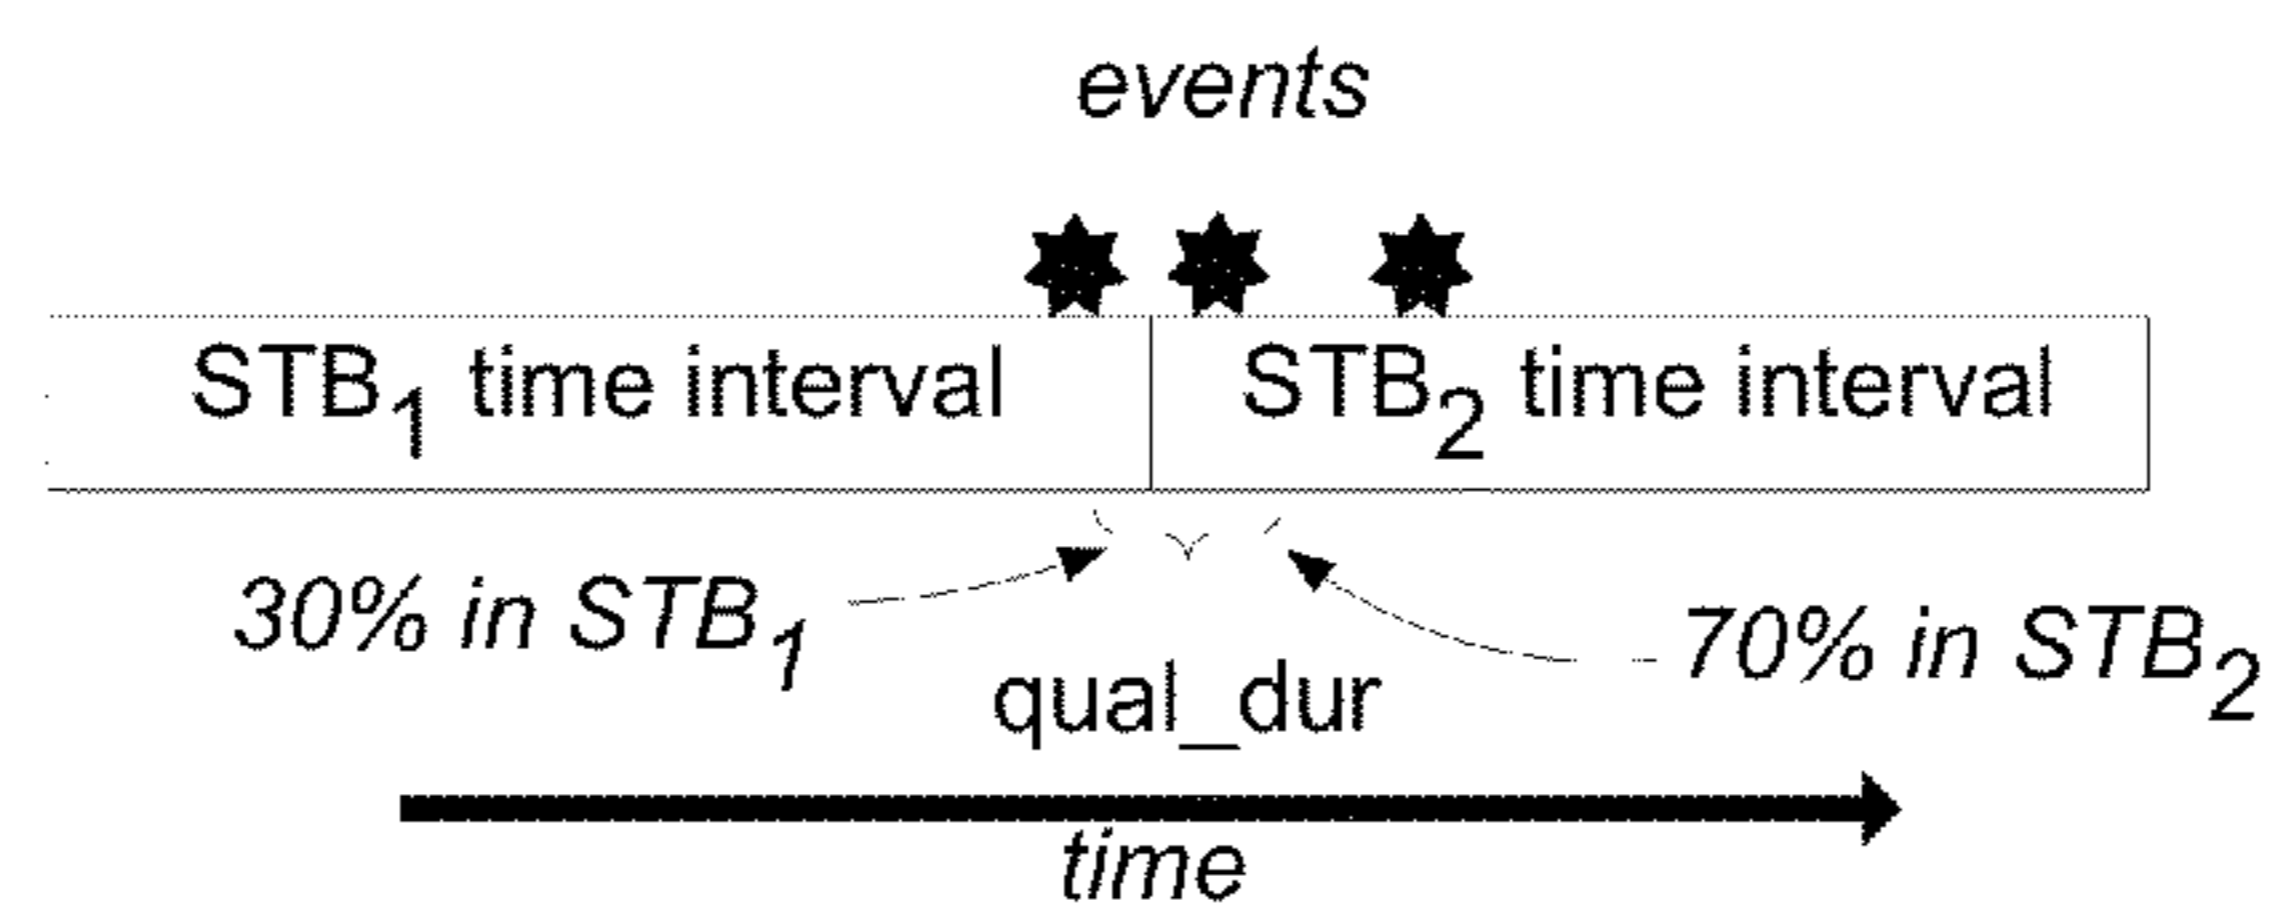 events
STB1 time interval
STB2 time interval
30% in STB1
70% in STB2
qual_dur
time